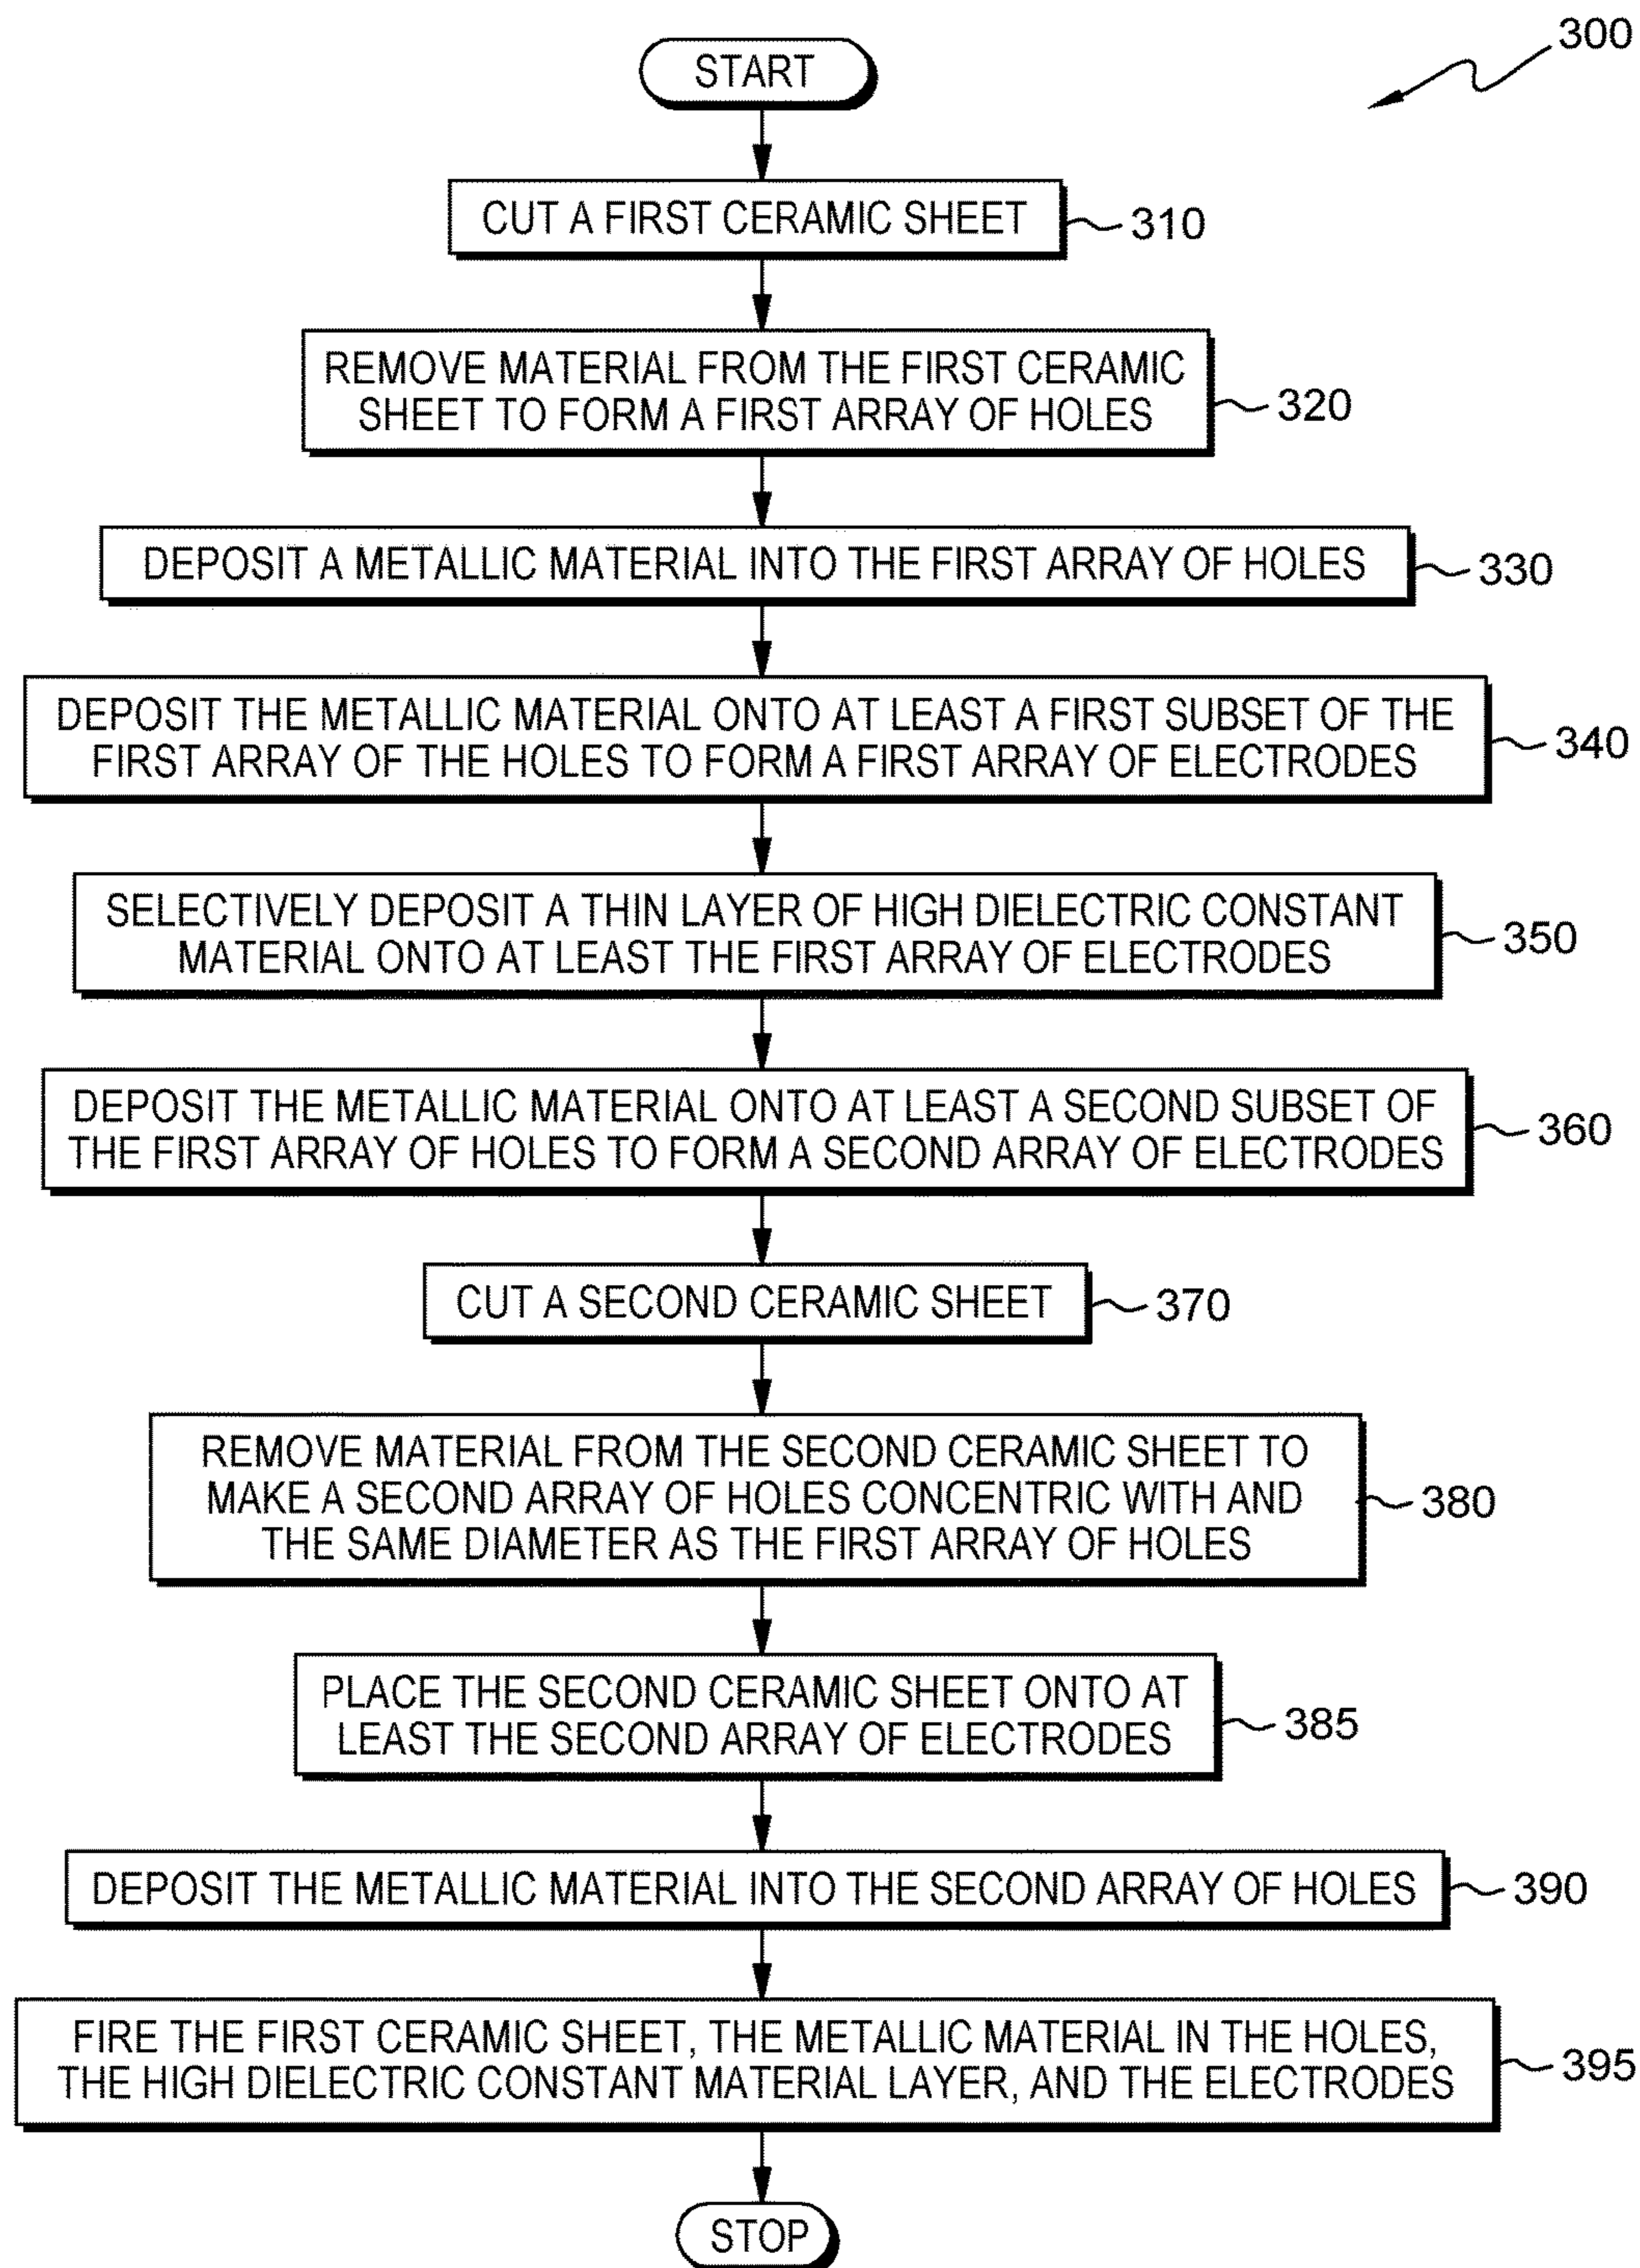 300
START
CUT A FIRST CERAMIC SHEET
310
REMOVE MATERIAL FROM THE FIRST CERAMIC
SHEET TO FORM A FIRST ARRAY OF HOLES
320
DEPOSIT A METALLIC MATERIAL INTO THE FIRST ARRAY OF HOLES
330
DEPOSIT THE METALLIC MATERIAL ONTO AT LEAST A FIRST SUBSET OF THE
FIRST ARRAY OF THE HOLES TO FORM A FIRST ARRAY OF ELECTRODES
340
SELECTIVELY DEPOSIT A THIN LAYER OF HIGH DIELECTRIC CONSTANT
MATERIAL ONTO AT LEAST THE FIRST ARRAY OF ELECTRODES
350
DEPOSIT THE METALLIC MATERIAL ONTO AT LEAST A SECOND SUBSET OF
THE FIRST ARRAY OF HOLES TO FORM A SECOND ARRAY OF ELECTRODES
360
CUT A SECOND CERAMIC SHEET
370
REMOVE MATERIAL FROM THE SECOND CERAMIC SHEET TO
MAKE A SECOND ARRAY OF HOLES CONCENTRIC WITH AND
THE SAME DIAMETER AS THE FIRST ARRAY OF HOLES
380
PLACE THE SECOND CERAMIC SHEET ONTO AT
LEAST THE SECOND ARRAY OF ELECTRODES
385
DEPOSIT THE METALLIC MATERIAL INTO THE SECOND ARRAY OF HOLES
390
FIRE THE FIRST CERAMIC SHEET, THE METALLIC MATERIAL IN THE HOLES,
THE HIGH DIELECTRIC CONSTANT MATERIAL LAYER, AND THE ELECTRODES
395
STOP